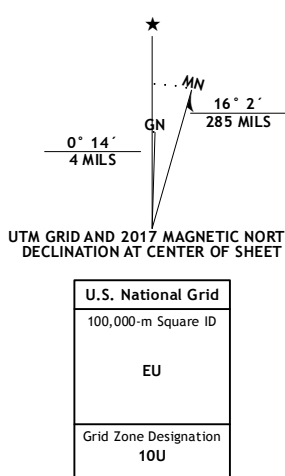 ★
MN
GN
16° 2´
285 MILS
0° 14´
4 MILS
UTM GRID AND 2017 MAGNETIC NORT
DECLINATION AT CENTER OF SHEET
U.S. National Grid
100,000-m Square ID
EU
Grid Zone Designation
10U